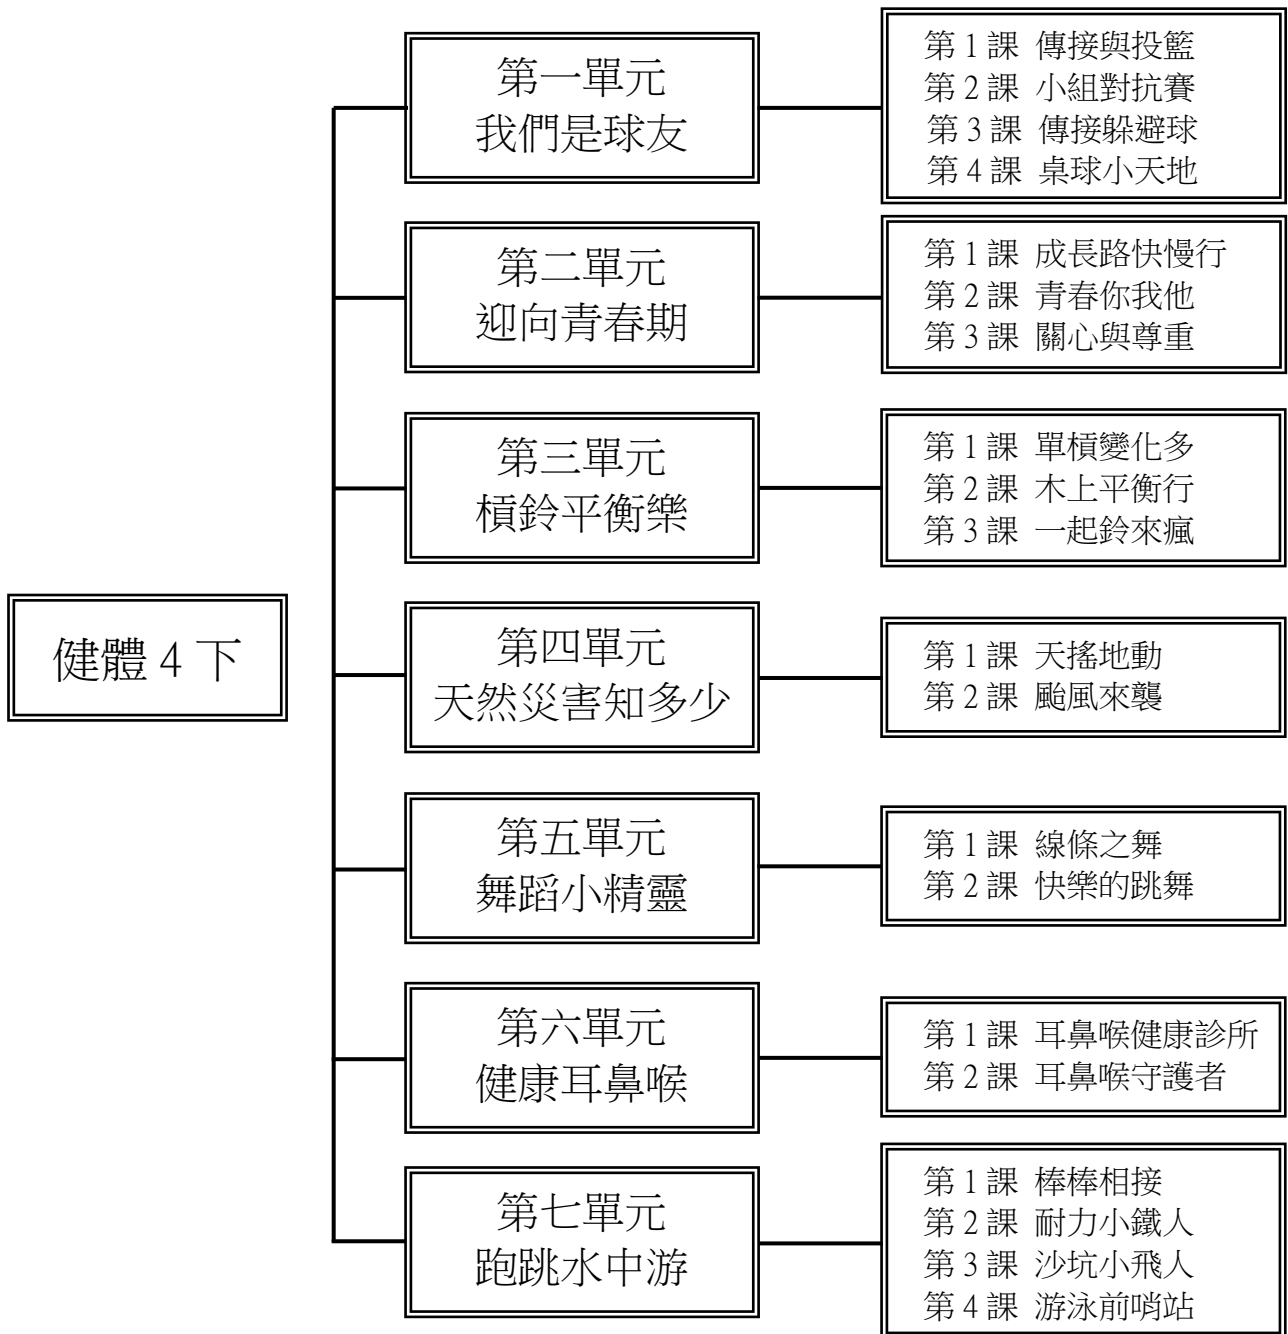 健體 4 下
第一單元
我們是球友
第 1 課 傳接與投籃
第 2 課 小組對抗賽
第 3 課 傳接躲避球
第 4 課 桌球小天地
第二單元
迎向青春期
第 1 課 成長路快慢行
第 2 課 青春你我他
第 3 課 關心與尊重
第三單元
槓鈴平衡樂
第 1 課 單槓變化多
第 2 課 木上平衡行
第 3 課 一起鈴來瘋
第四單元
天然災害知多少
第 1 課 天搖地動
第 2 課 颱風來襲
第五單元
舞蹈小精靈
第 1 課 線條之舞
第 2 課 快樂的跳舞
第六單元
健康耳鼻喉
第 1 課 耳鼻喉健康診所
第 2 課 耳鼻喉守護者
第七單元
跑跳水中游
第 1 課 棒棒相接
第 2 課 耐力小鐵人
第 3 課 沙坑小飛人
第 4 課 游泳前哨站